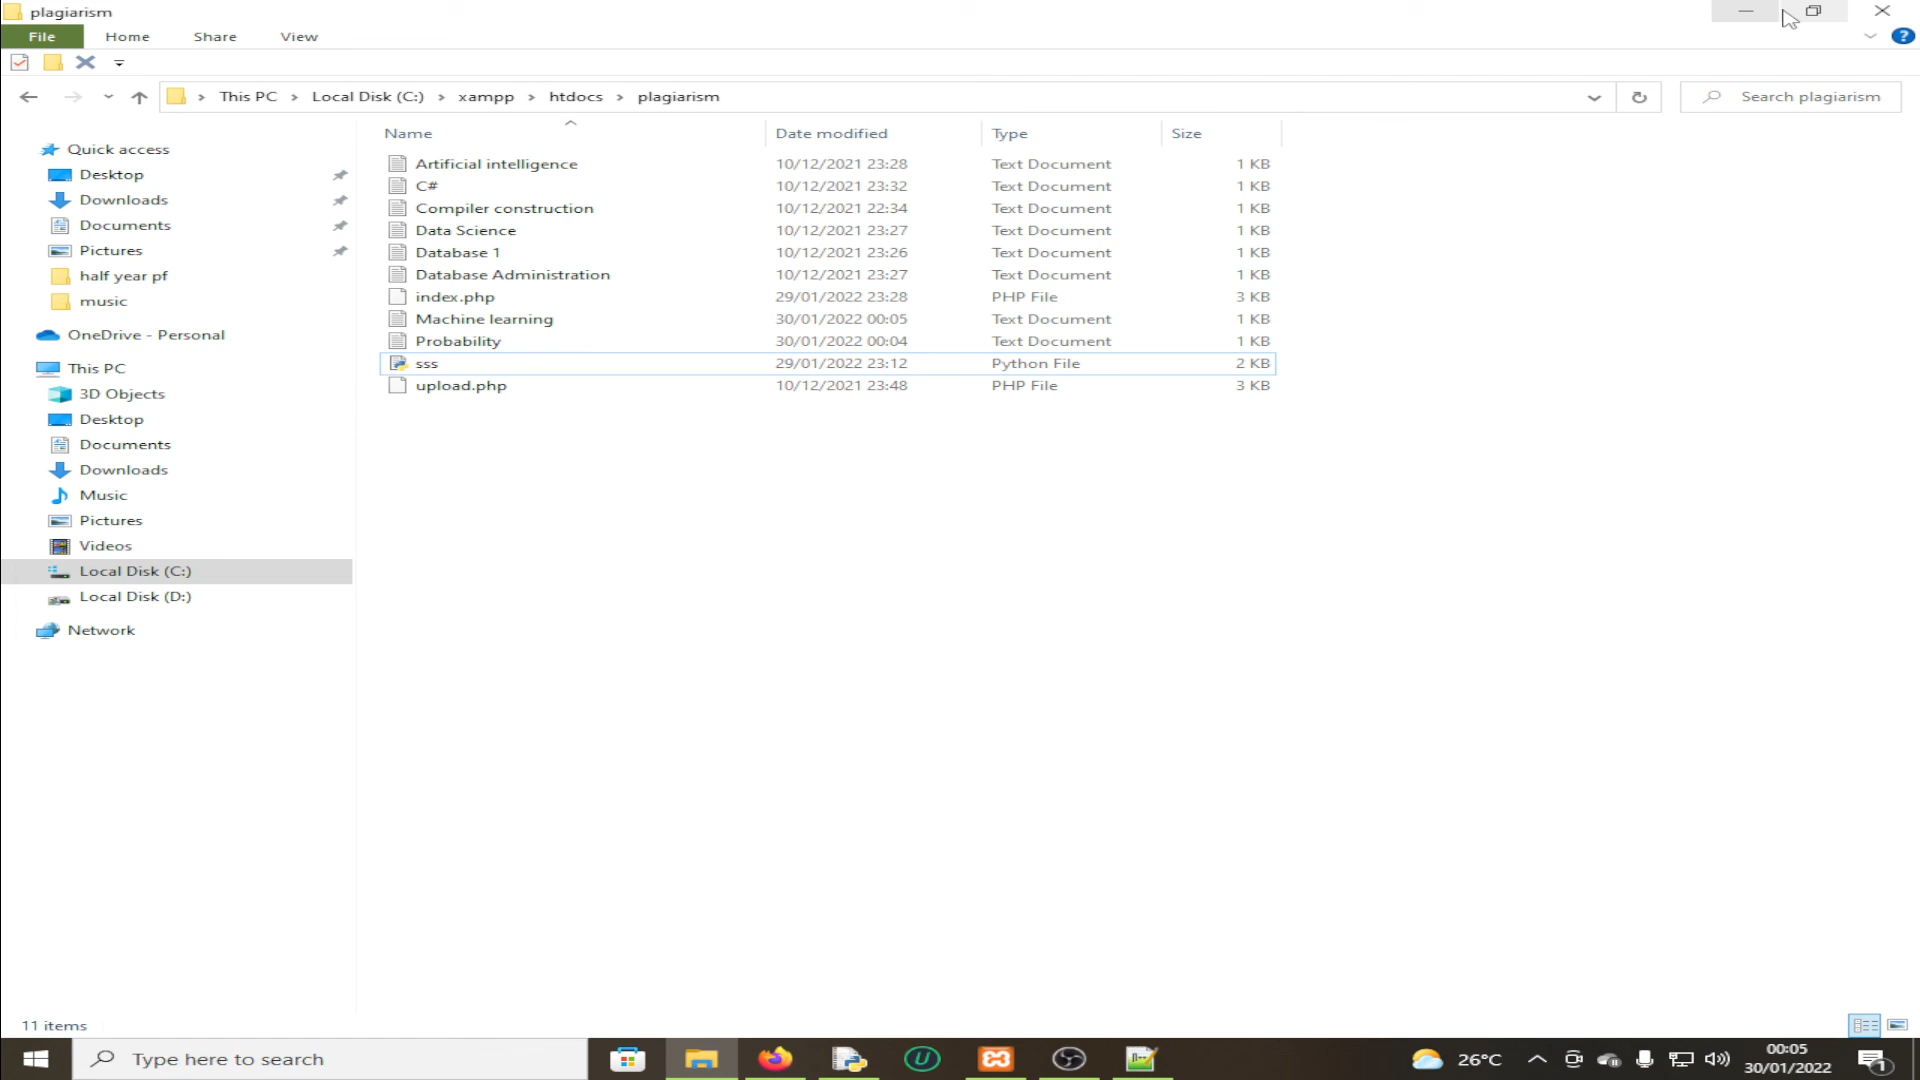 plagiarism
File Home Share View
This PC Local Disk (C:) xampp htdocs plagiarism
Search plagiarism
Quick access
Desktop
Downloads
Documents
Pictures
half year pf
music
OneDrive - Personal
This PC
3D Objects
Desktop
Documents
Downloads
Music
Pictures
Videos
Local Disk (C:)
Local Disk (D:)
Network
Name Date modified Type Size
Artificial intelligence 10/12/2021 23:28 Text Document 1 KB
C# 10/12/2021 23:32 Text Document 1 KB
Compiler construction 10/12/2021 22:34 Text Document 1 KB
Data Science 10/12/2021 23:27 Text Document 1 KB
Database 1 10/12/2021 23:26 Text Document 1 KB
Database Administration 10/12/2021 23:27 Text Document 1 KB
index.php 29/01/2022 23:28 PHP File 3 KB
Machine learning 30/01/2022 00:05 Text Document 1 KB
Probability 30/01/2022 00:04 Text Document 1 KB
sss 29/01/2022 23:12 Python File 2 KB
upload.php 10/12/2021 23:48 PHP File 3 KB
11 items
Type here to search
26°C
00:05
30/01/2022
1